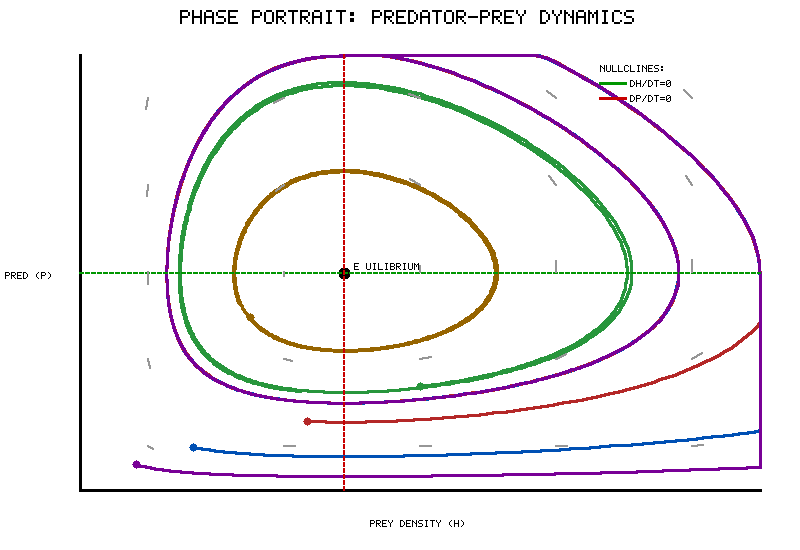 PHASE PORTRAIT: PREDATOR-PREY DYNAMICS
NULLCLINES:
DH/DT=0
DP/DT=0
E UILIBRIUM
PRED (P)
PREY DENSITY (H)